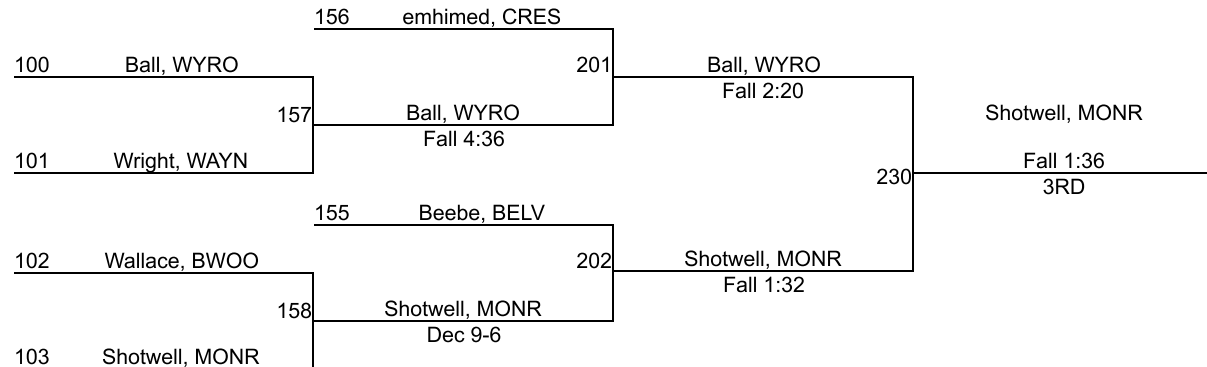 156 emhimed, CRES
100 Ball, WYRO
201 Ball, WYRO
Fall 2:20
157 Ball, WYRO
Fall 4:36
Shotwell, MONR
101 Wright, WAYN
Fall 1:36
230
3RD
155 Beebe, BELV
102 Wallace, BWOO
202 Shotwell, MONR
Fall 1:32
158 Shotwell, MONR
Dec 9-6
103 Shotwell, MONR